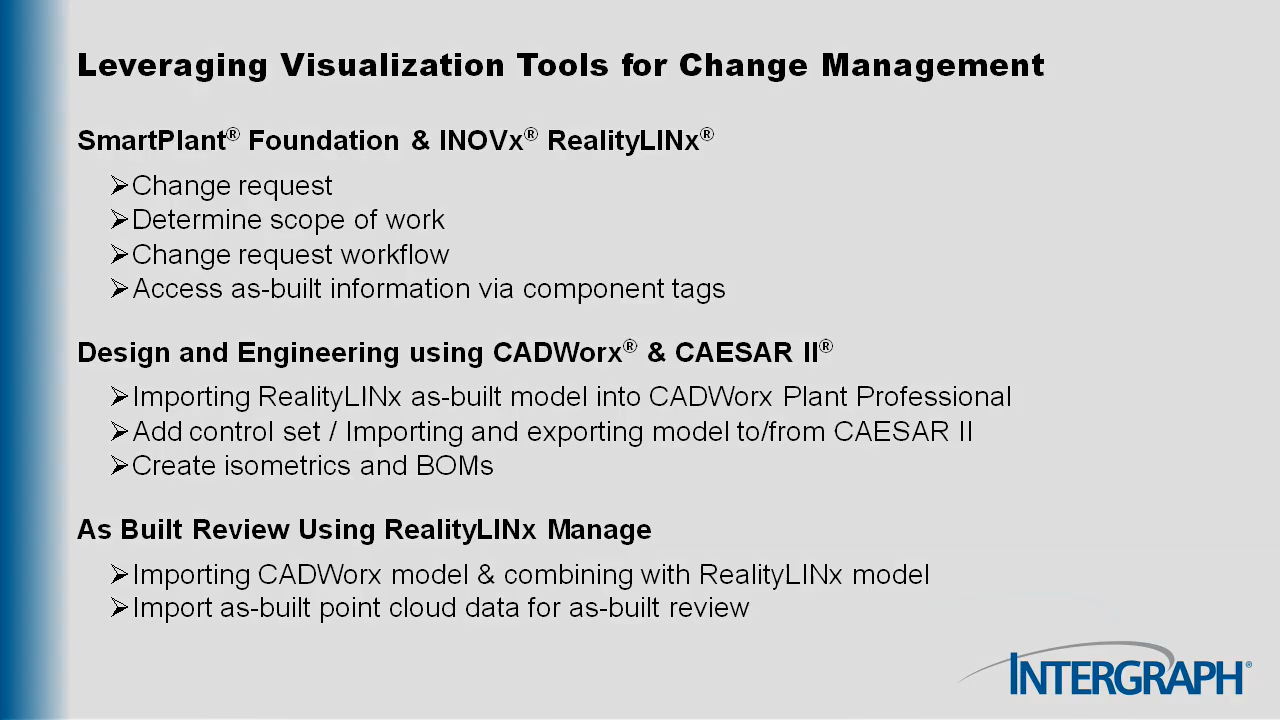 Leveraging Visualization Tools for Change Management
SmartPlant® Foundation & INOVx® RealityLINx®
➢Change request
➢Determine scope of work
➢Change request workflow
➢Access as-built information via component tags
Design and Engineering using CADWorx® & CAESAR II®
➢Importing RealityLINx as-built model into CADWorx Plant Professional
➢Add control set / Importing and exporting model to/from CAESAR II
➢Create isometrics and BOMs
As Built Review Using RealityLINx Manage
➢Importing CADWorx model & combining with RealityLINx model
➢Import as-built point cloud data for as-built review
INTERGRAPH®